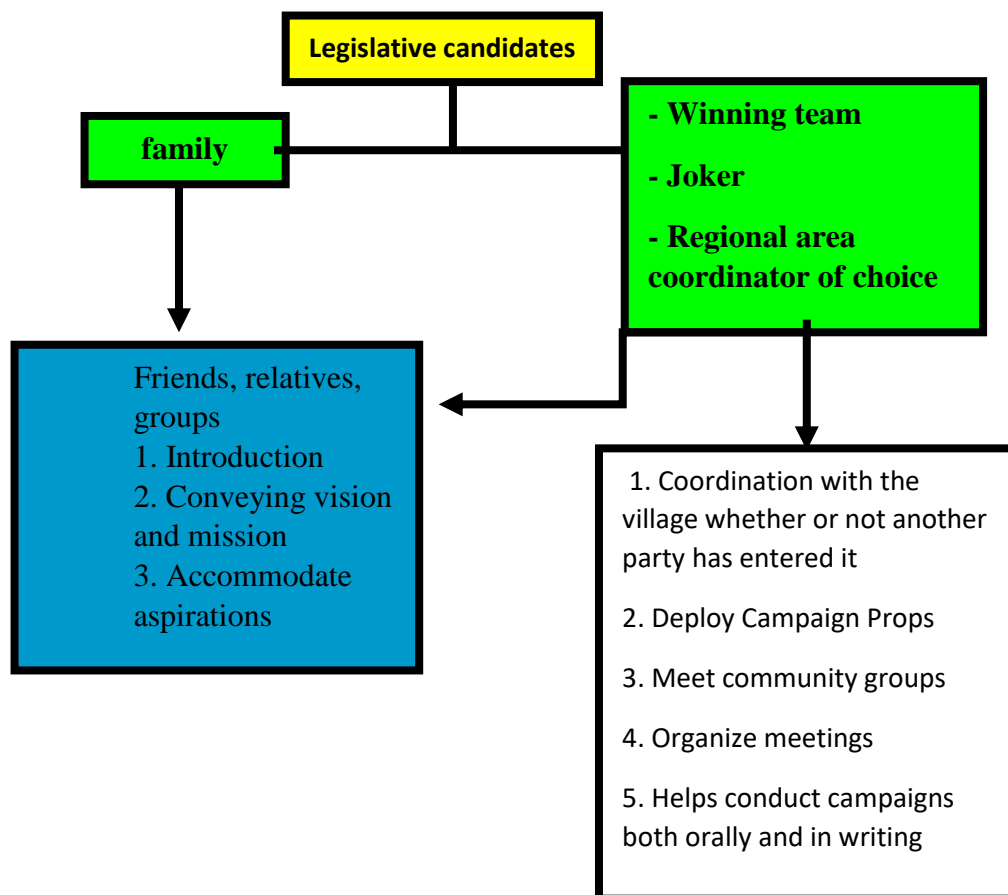 Legislative candidates
family
- Winning team
- Joker
- Regional area
coordinator of choice
Friends, relatives,
groups
1. Introduction
2. Conveying vision
and mission
3. Accommodate
aspirations
1. Coordination with the
village whether or not another
party has entered it
2. Deploy Campaign Props
3. Meet community groups
4. Organize meetings
5. Helps conduct campaigns
both orally and in writing